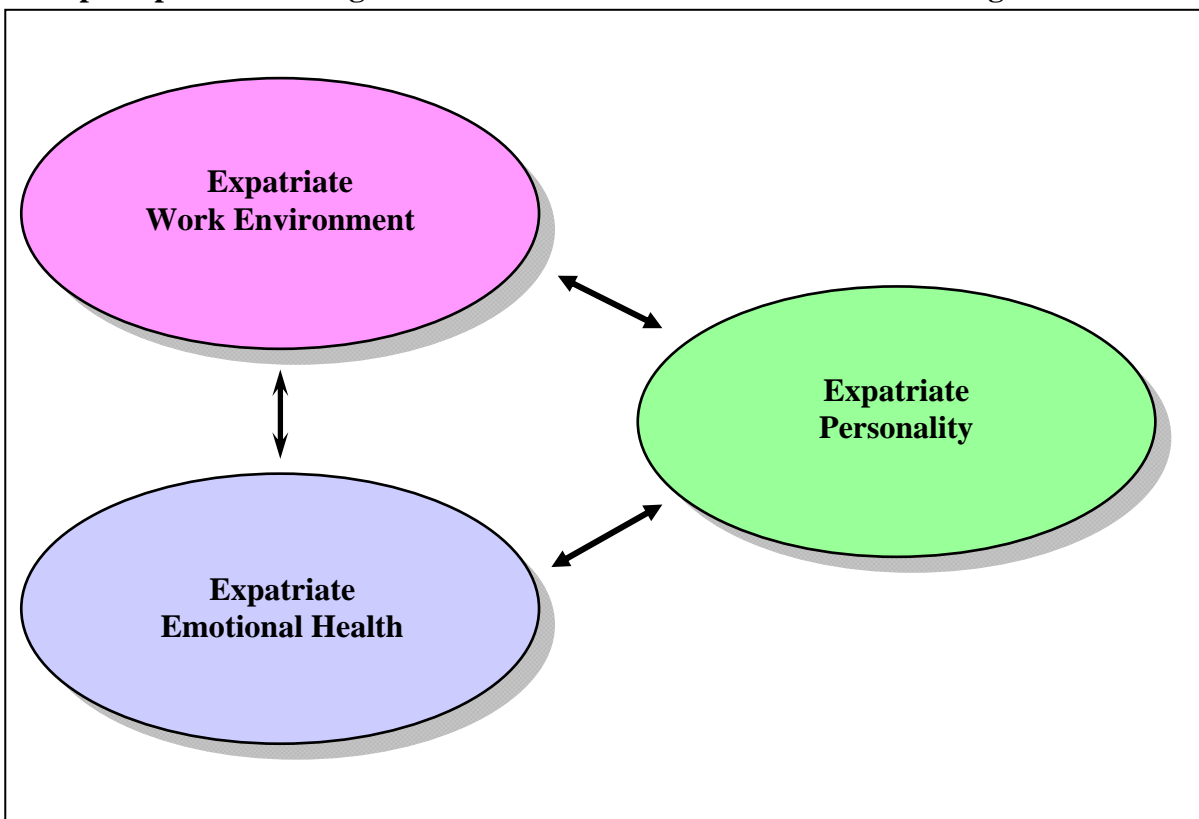 Expatriate
Work Environment
Expatriate
Personality
Expatriate
Emotional Health